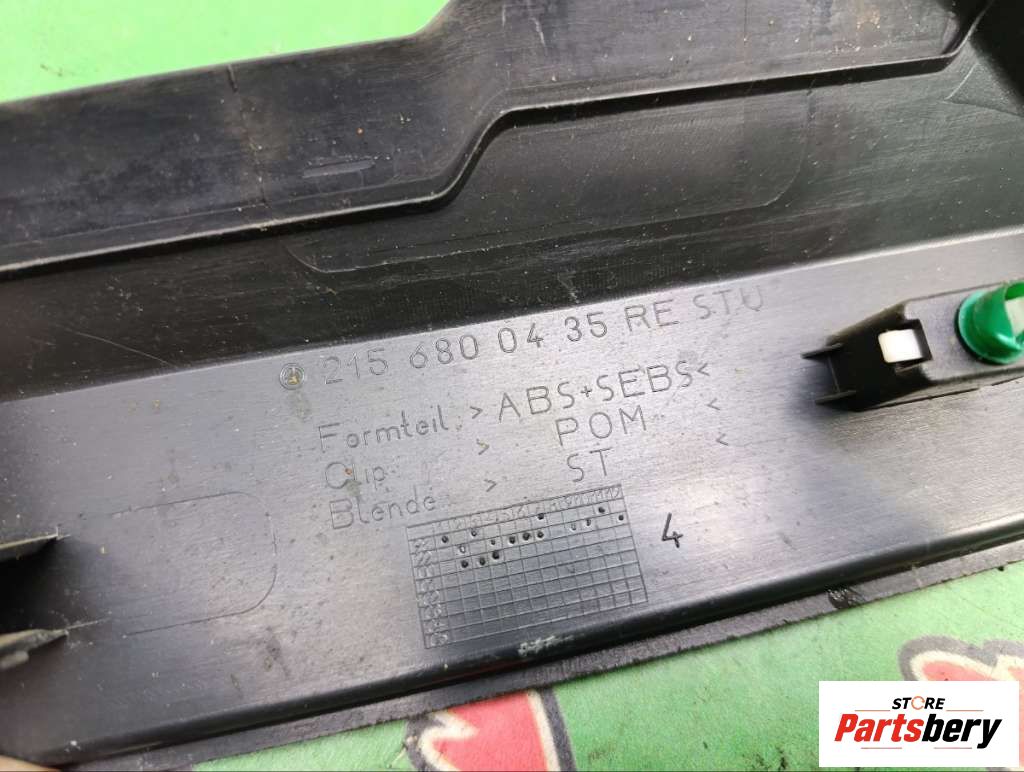 215 680 04 35 RE STU
Formteil > ABS+SEBS<
Clip > POM <
Blende > ST <
4
STORE
Partsbery